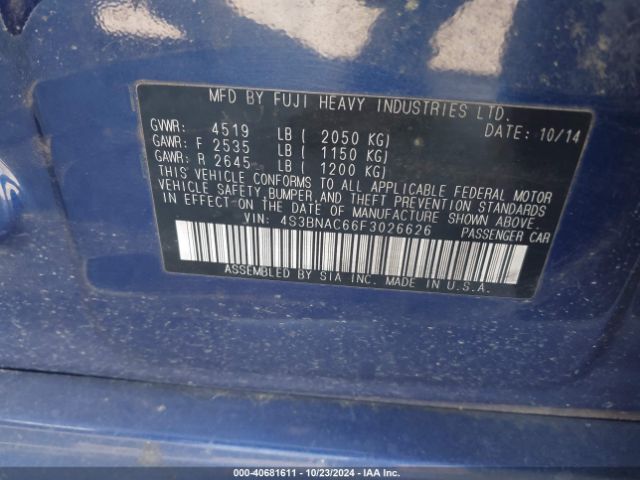 MFD BY FUJI HEAVY INDUSTRIES LTD.
GVWR: 4519 LB ( 2050 KG) DATE: 10/14
GAWR: F 2535 LB ( 1150 KG)
GAWR: R 2645 LB ( 1200 KG)
THIS VEHICLE CONFORMS TO ALL APPLICABLE FEDERAL MOTOR
VEHICLE SAFETY, BUMPER, AND THEFT PREVENTION STANDARDS
IN EFFECT ON THE DATE OF MANUFACTURE SHOWN ABOVE.
VIN: 4S3BNAC66F3026626 PASSENGER CAR
ASSEMBLED BY SIA INC. MADE IN U.S.A.
000-40681611 - 10/23/2024 - IAA Inc.